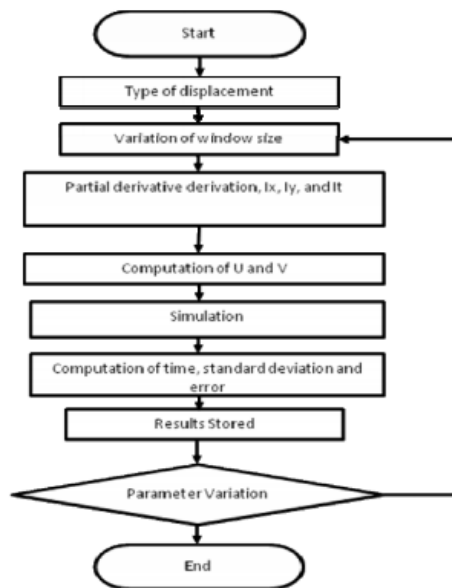 Start
Type of displacement
Variation of window size
Partial derivative derivation, Ix, Iy, and It
Computation of U and V
Simulation
Computation of time, standard deviation and
error
Results Stored
Parameter Variation
End